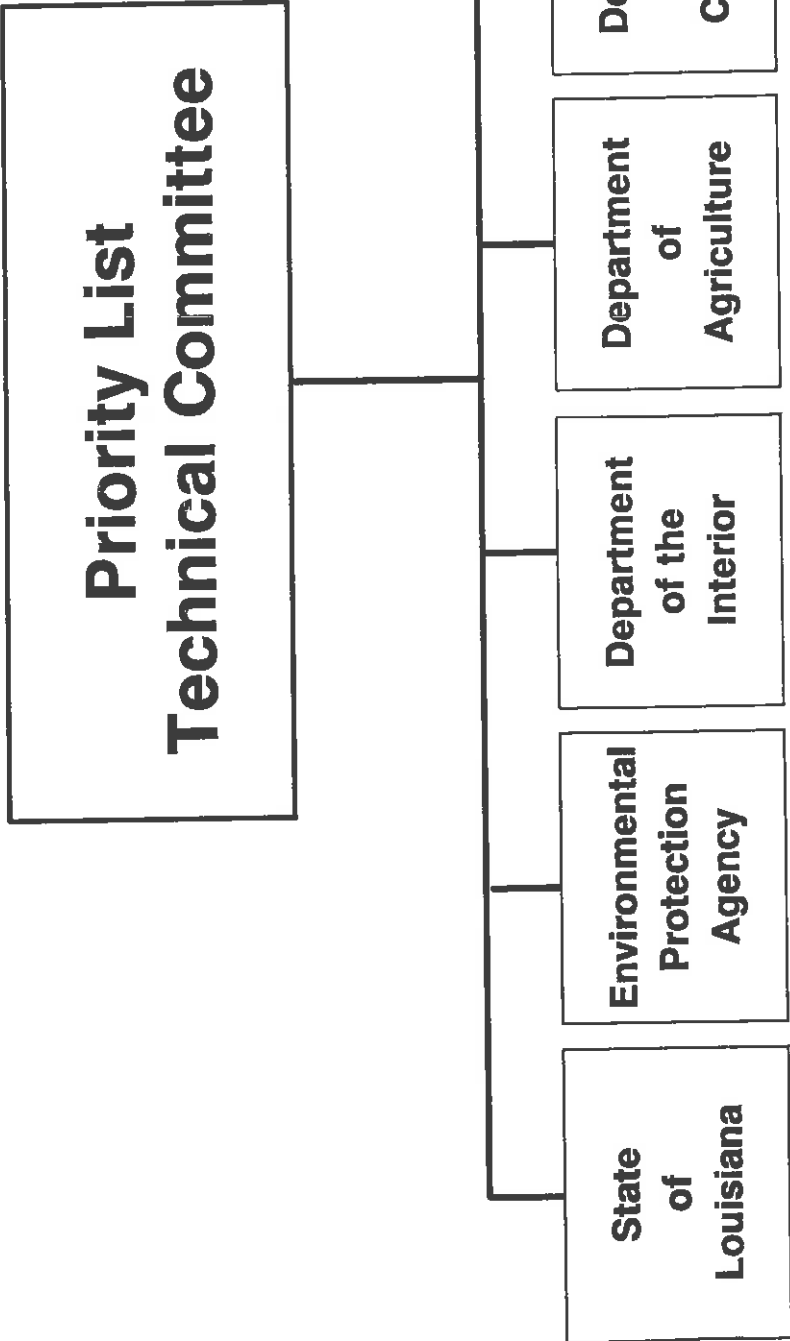 Priority List
Technical Committee
State
of
Louisiana
Environmental
Protection
Agency
Department
of the
Interior
Department
of
Agriculture